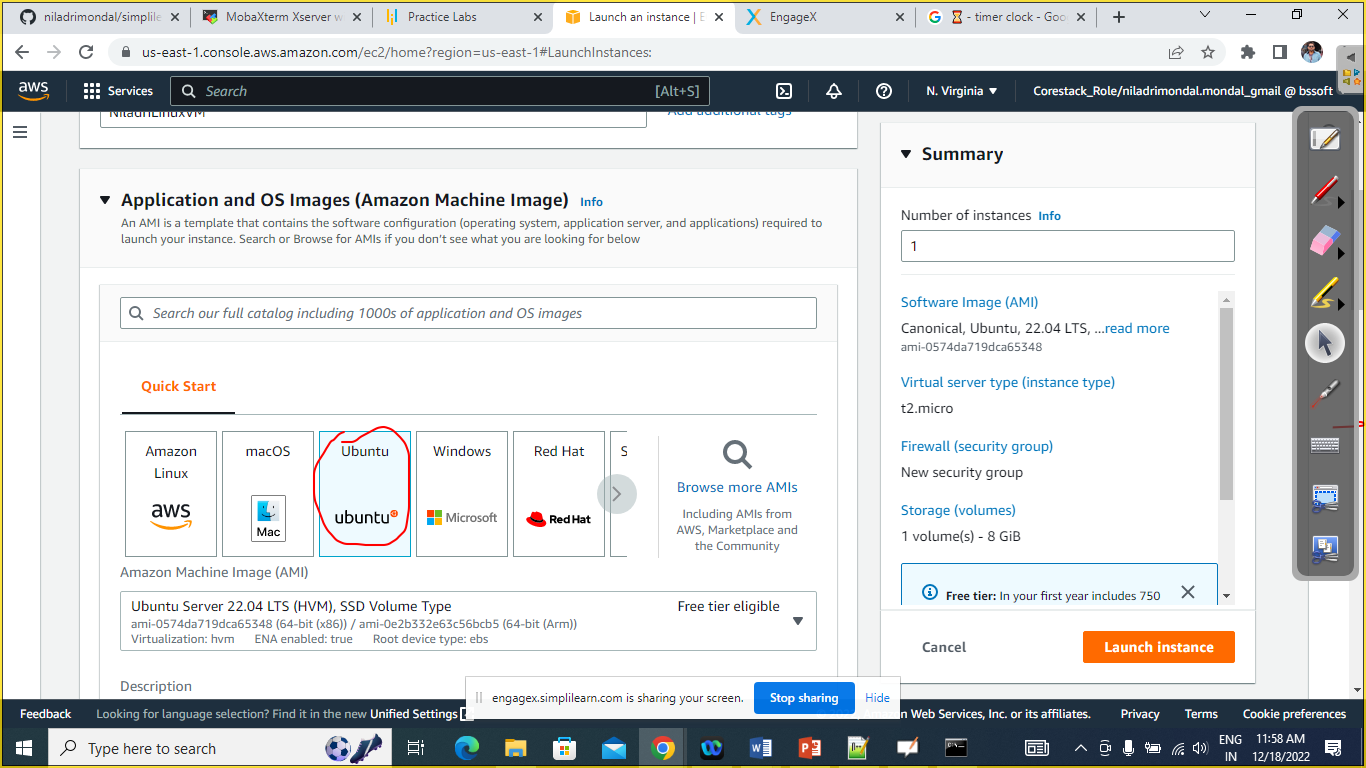 niladrimondal/simplile
MobaXterm Xserver w
Practice Labs
Launch an instance | E
EngageX
- timer clock - Goo
us-east-1.console.aws.amazon.com/ec2/home?region=us-east-1#LaunchInstances:
aws
Services
Search
[Alt+S]
N. Virginia
Corestack_Role/niladrimondal.mondal_gmail @ bssoft
NiladriLinuxVM
Add additional tags
Application and OS Images (Amazon Machine Image) Info
An AMI is a template that contains the software configuration (operating system, application server, and applications) required to
launch your instance. Search or Browse for AMIs if you don't see what you are looking for below
Search our full catalog including 1000s of application and OS images
Quick Start
Amazon
Linux
aws
macOS
Mac
Ubuntu
ubuntu
Windows
Microsoft
Red Hat
Red Hat
S
Browse more AMIs
Including AMIs from
AWS, Marketplace and
the Community
Amazon Machine Image (AMI)
Ubuntu Server 22.04 LTS (HVM), SSD Volume Type
Free tier eligible
ami-0574da719dca65348 (64-bit (x86)) / ami-0e2b332e63c56bcb5 (64-bit (Arm))
Virtualization: hvm ENA enabled: true Root device type: ebs
Description
Summary
Number of instances Info
1
Software Image (AMI)
Canonical, Ubuntu, 22.04 LTS, ...read more
ami-0574da719dca65348
Virtual server type (instance type)
t2.micro
Firewall (security group)
New security group
Storage (volumes)
1 volume(s) - 8 GiB
Free tier: In your first year includes 750
Cancel
Launch instance
engagex.simplilearn.com is sharing your screen.
Stop sharing
Hide
Feedback
Looking for language selection? Find it in the new Unified Settings
Web Services, Inc. or its affiliates.
Privacy
Terms
Cookie preferences
Type here to search
ENG
IN
11:58 AM
12/18/2022